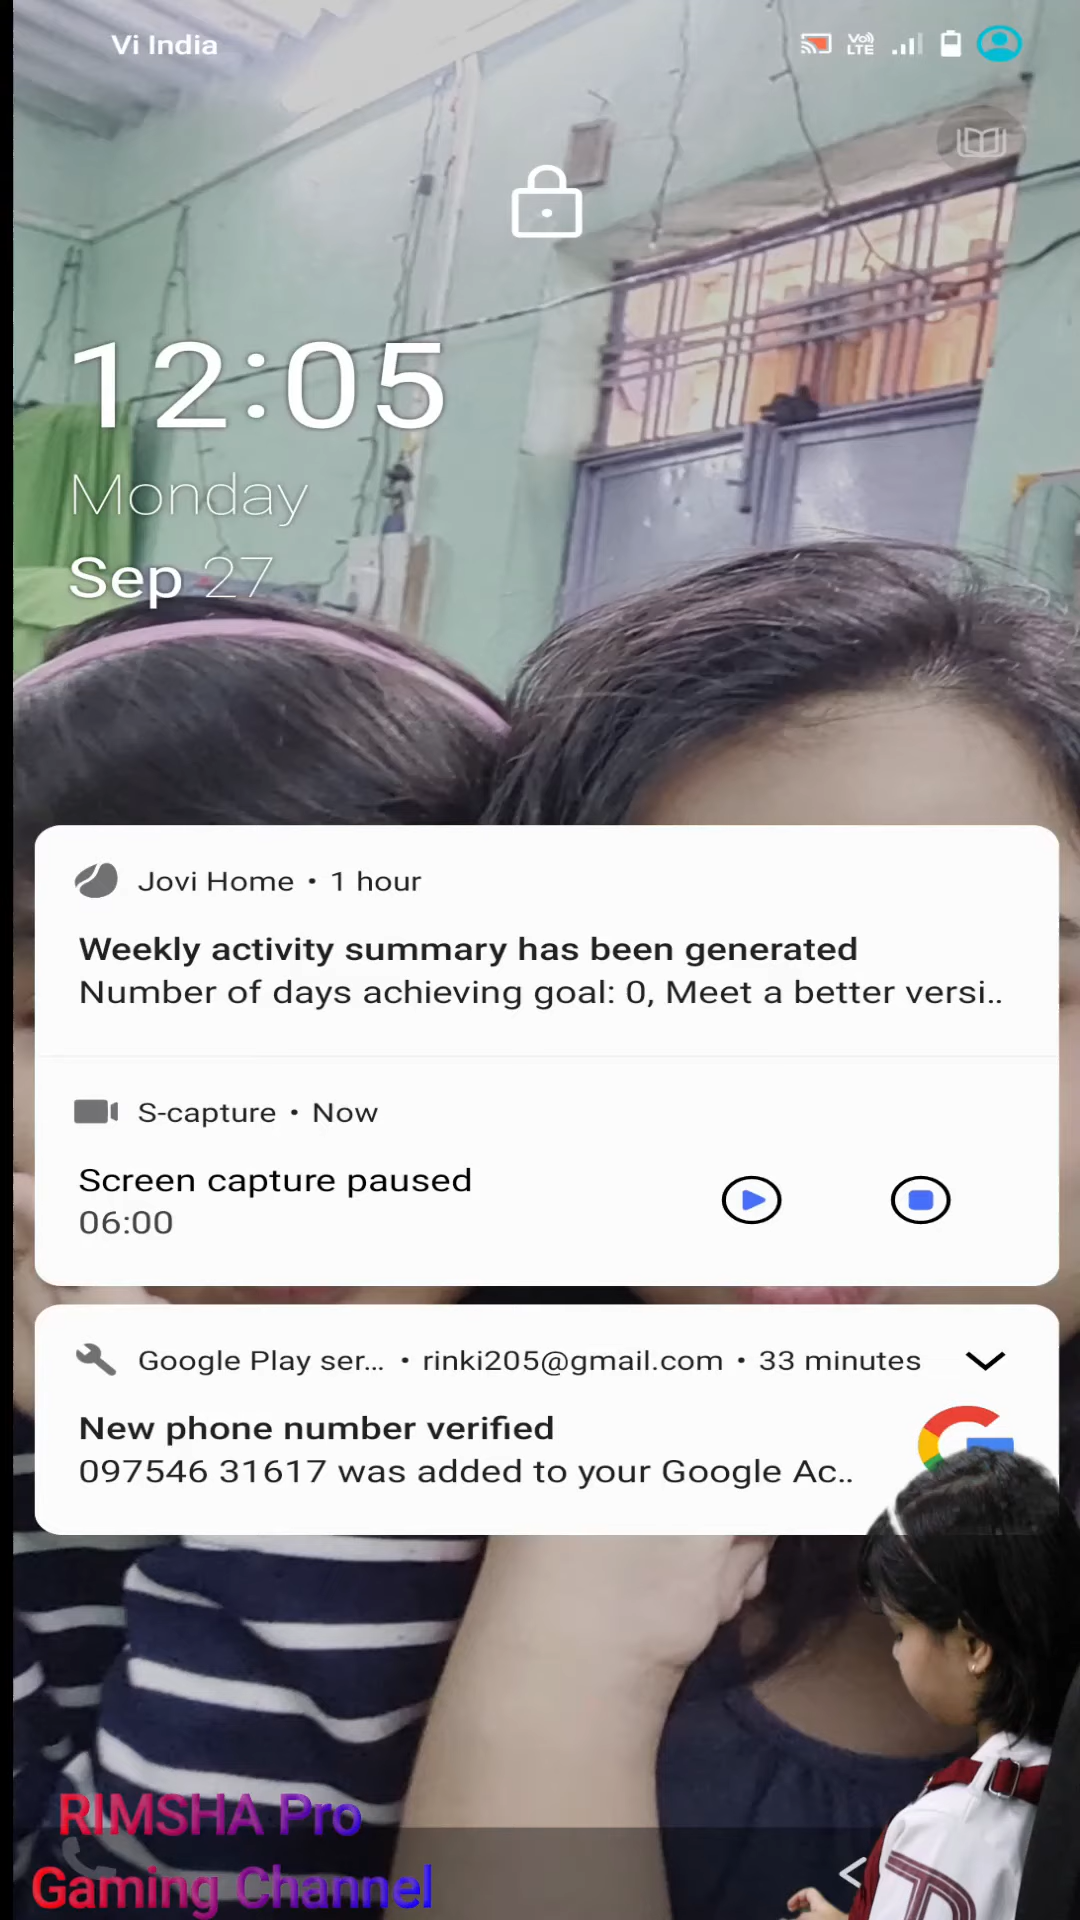 Vi India
Vo)) LTE
12:05
Monday
Sep 27
Jovi Home • 1 hour
Weekly activity summary has been generated
Number of days achieving goal: 0, Meet a better versi..
S-capture • Now
Screen capture paused
06:00
Google Play ser... • rinki205@gmail.com • 33 minutes
New phone number verified
097546 31617 was added to your Google Ac..
RIMSHA Pro
Gaming Channel